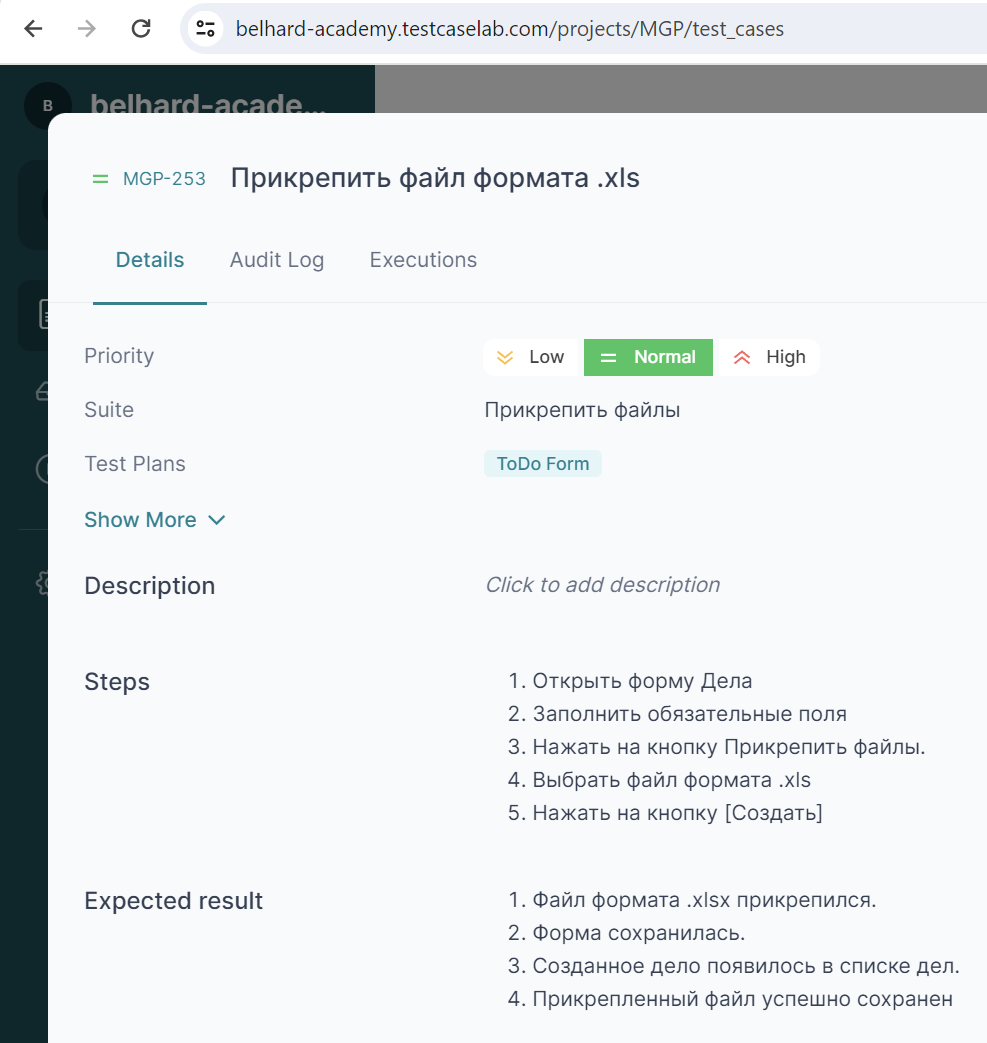 belhard-academy.testcaselab.com/projects/MGP/test_cases
B belhard-acade...
MGP-253 Прикрепить файл формата .xls
Details Audit Log Executions
Priority Low Normal High
Suite Прикрепить файлы
Test Plans ToDo Form
Show More
Description Click to add description
Steps
1. Открыть форму Дела
2. Заполнить обязательные поля
3. Нажать на кнопку Прикрепить файлы.
4. Выбрать файл формата .xls
5. Нажать на кнопку [Создать]
Expected result
1. Файл формата .xlsx прикрепился.
2. Форма сохранилась.
3. Созданное дело появилось в списке дел.
4. Прикрепленный файл успешно сохранен